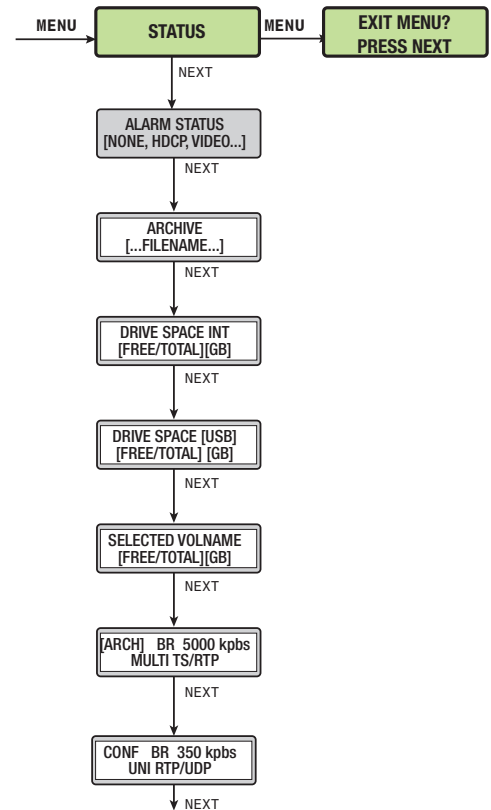 MENU
STATUS
MENU
EXIT MENU?
PRESS NEXT
NEXT
ALARM STATUS
[NONE, HDCP, VIDEO...]
NEXT
ARCHIVE
[...FILENAME...]
NEXT
DRIVE SPACE INT
[FREE/TOTAL][GB]
NEXT
DRIVE SPACE [USB]
[FREE/TOTAL] [GB]
NEXT
SELECTED VOLNAME
[FREE/TOTAL][GB]
NEXT
[ARCH] BR 5000 kpbs
MULTI TS/RTP
NEXT
CONF BR 350 kpbs
UNI RTP/UDP
NEXT